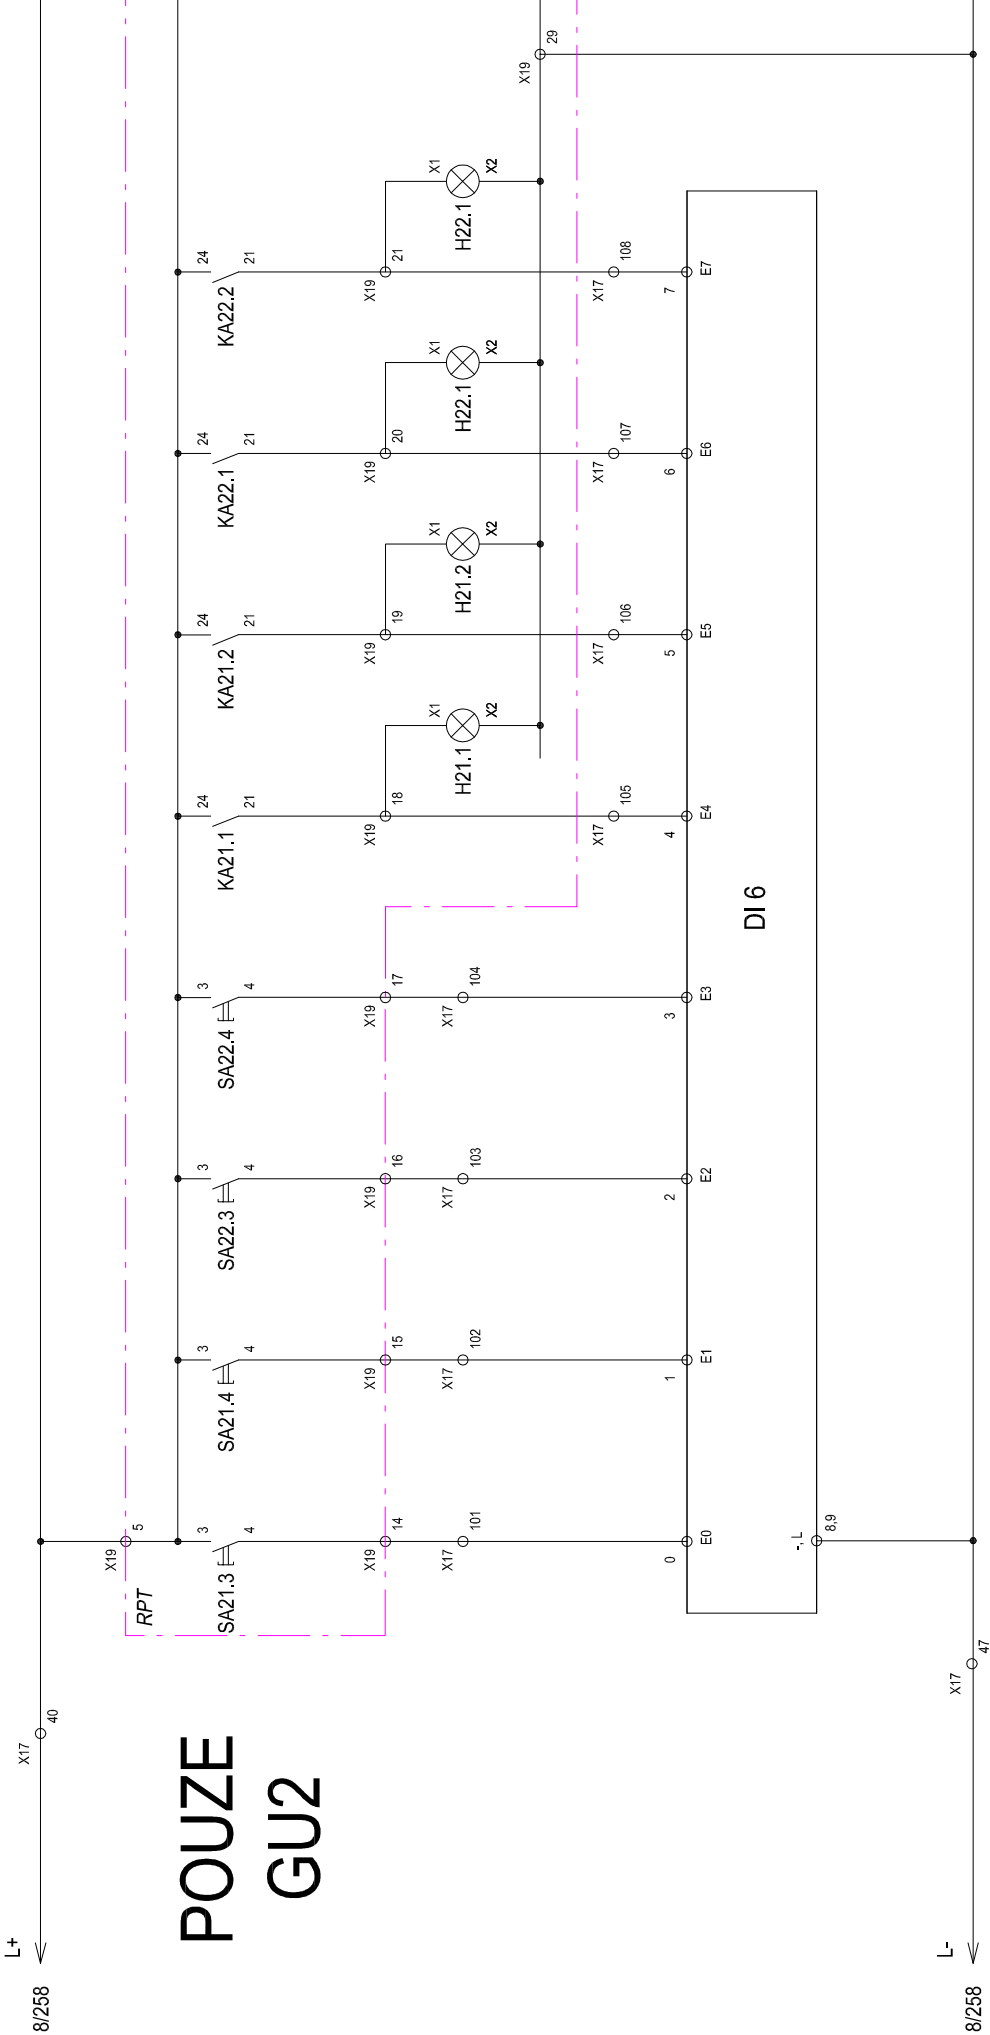 L+
8/258
X17
40
X19
5
RPT
POUZE
GU2
3 3 3 3 24 24 24 24
SA21.3 SA21.4 SA22.3 SA22.4 KA21.1 KA21.2 KA22.1 KA22.2
4 4 4 4 21 21 21 21
X19 X19 X19 X19 X19 X19 X19 X19
14 15 16 17 18 19 20 21
X1 X1 X1 X1
X17 X17 X17 X17
H21.1 H21.2 H22.1 H22.1
101 102 103 104
X2 X2 X2 X2
X19
29
X17 X17 X17 X17
105 106 107 108
0 1 2 3 4 5 6 7
E0 E1 E2 E3 E4 E5 E6 E7
DI 6
-,L
8,9
L-
8/258
X17
47